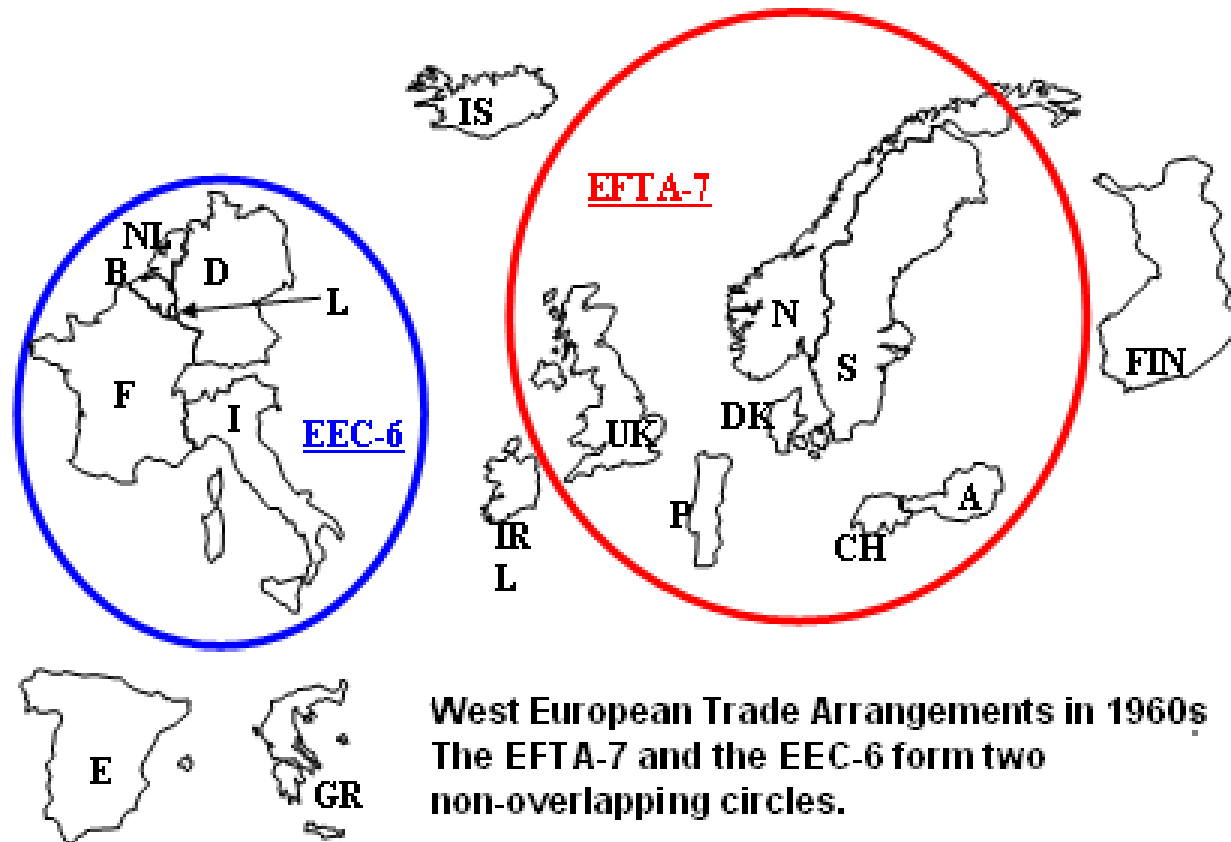 IS
EFTA-7
NL
B
D
L
N
F
S
FIN
I
DK
EEC-6
UK
P
A
IR
L
CH
E
GR
West European Trade Arrangements in 1960s
The EFTA-7 and the EEC-6 form two
non-overlapping circles.